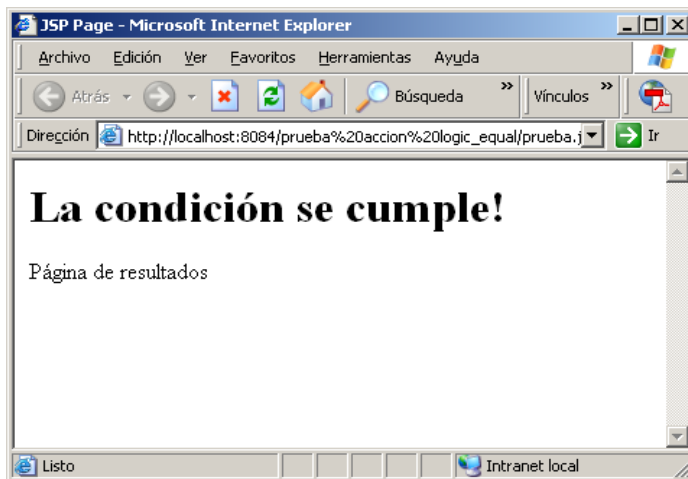 JSP Page - Microsoft Internet Explorer
Archivo Edición Ver Favoritos Herramientas Ayuda
Atrás Búsqueda » Vínculos »
Dirección http://localhost:8084/prueba%20accion%20logic_equal/prueba.j Ir
La condición se cumple!
Página de resultados
Listo Intranet local